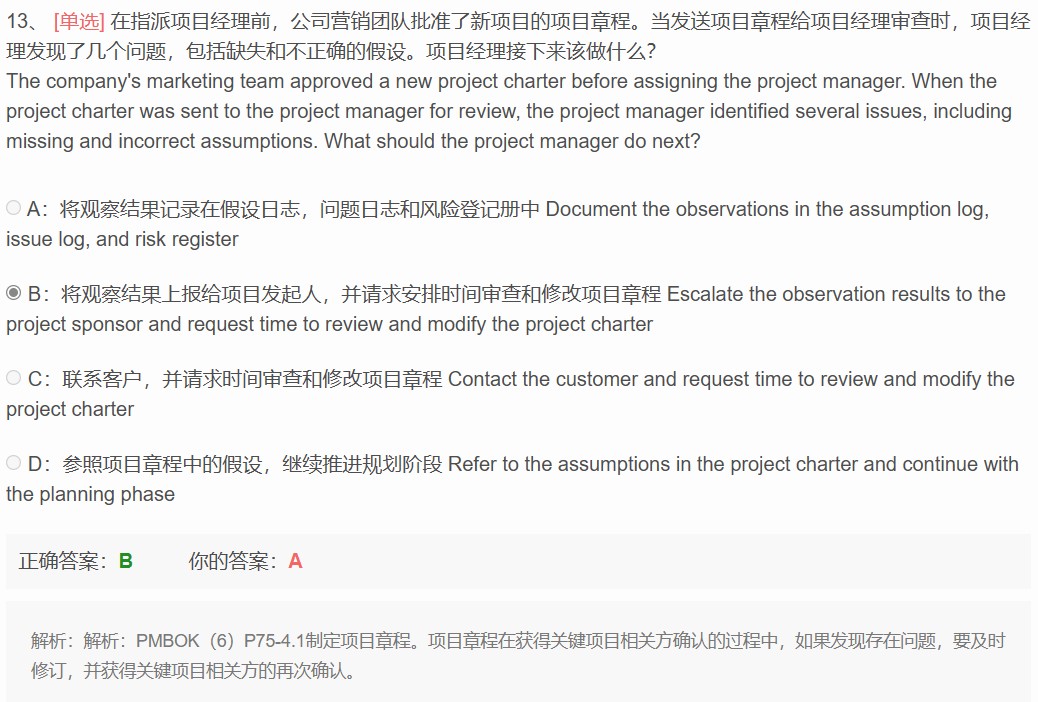 13、 [单选] 在指派项目经理前，公司营销团队批准了新项目的项目章程。当发送项目章程给项目经理审查时，项目经
理发现了几个问题，包括缺失和不正确的假设。项目经理接下来该做什么?
The company's marketing team approved a new project charter before assigning the project manager. When the
project charter was sent to the project manager for review, the project manager identified several issues, including
missing and incorrect assumptions. What should the project manager do next?
A：将观察结果记录在假设日志，问题日志和风险登记册中 Document the observations in the assumption log,
issue log, and risk register
B：将观察结果上报给项目发起人，并请求安排时间审查和修改项目章程 Escalate the observation results to the
project sponsor and request time to review and modify the project charter
C：联系客户，并请求时间审查和修改项目章程 Contact the customer and request time to review and modify the
project charter
D：参照项目章程中的假设，继续推进规划阶段 Refer to the assumptions in the project charter and continue with
the planning phase
正确答案：B 你的答案：A
解析：解析：PMBOK（6）P75-4.1制定项目章程。项目章程在获得关键项目相关方确认的过程中，如果发现存在问题，要及时
修订，并获得关键项目相关方的再次确认。